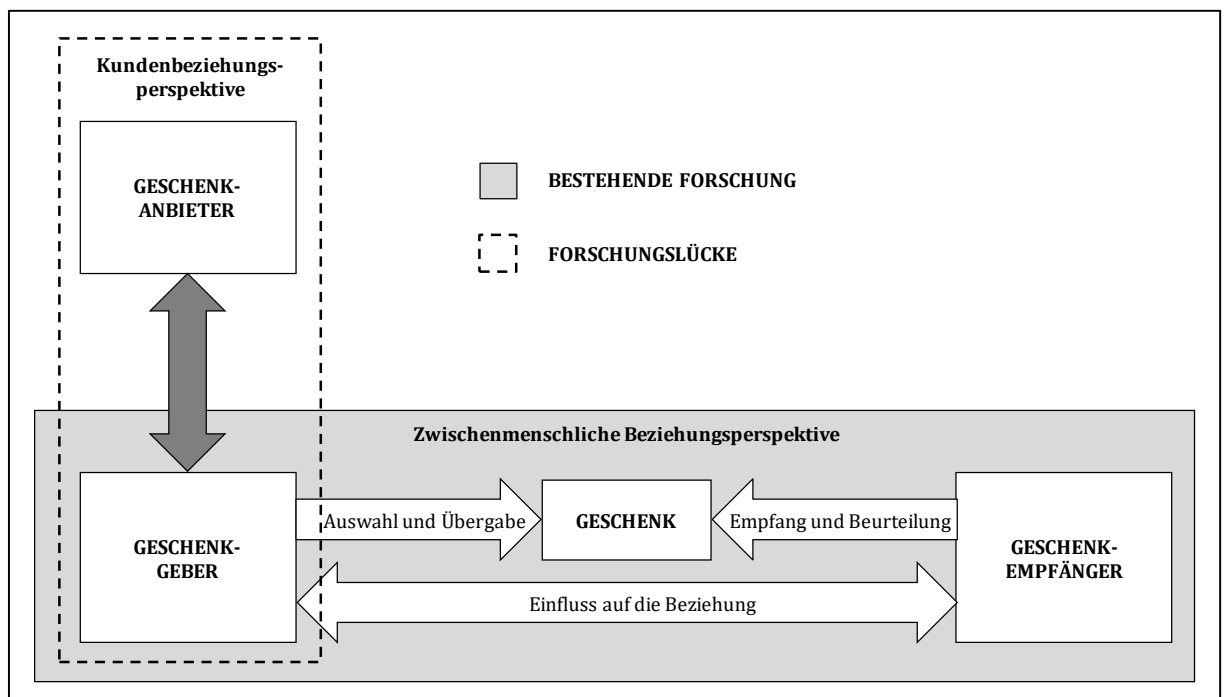 Kundenbeziehungs-
perspektive
GESCHENK-
ANBIETER
BESTEHENDE FORSCHUNG
FORSCHUNGSLÜCKE
Zwischenmenschliche Beziehungsperspektive
GESCHENK-
GEBER
Auswahl und Übergabe
GESCHENK
Empfang und Beurteilung
GESCHENK-
EMPFÄNGER
Einfluss auf die Beziehung